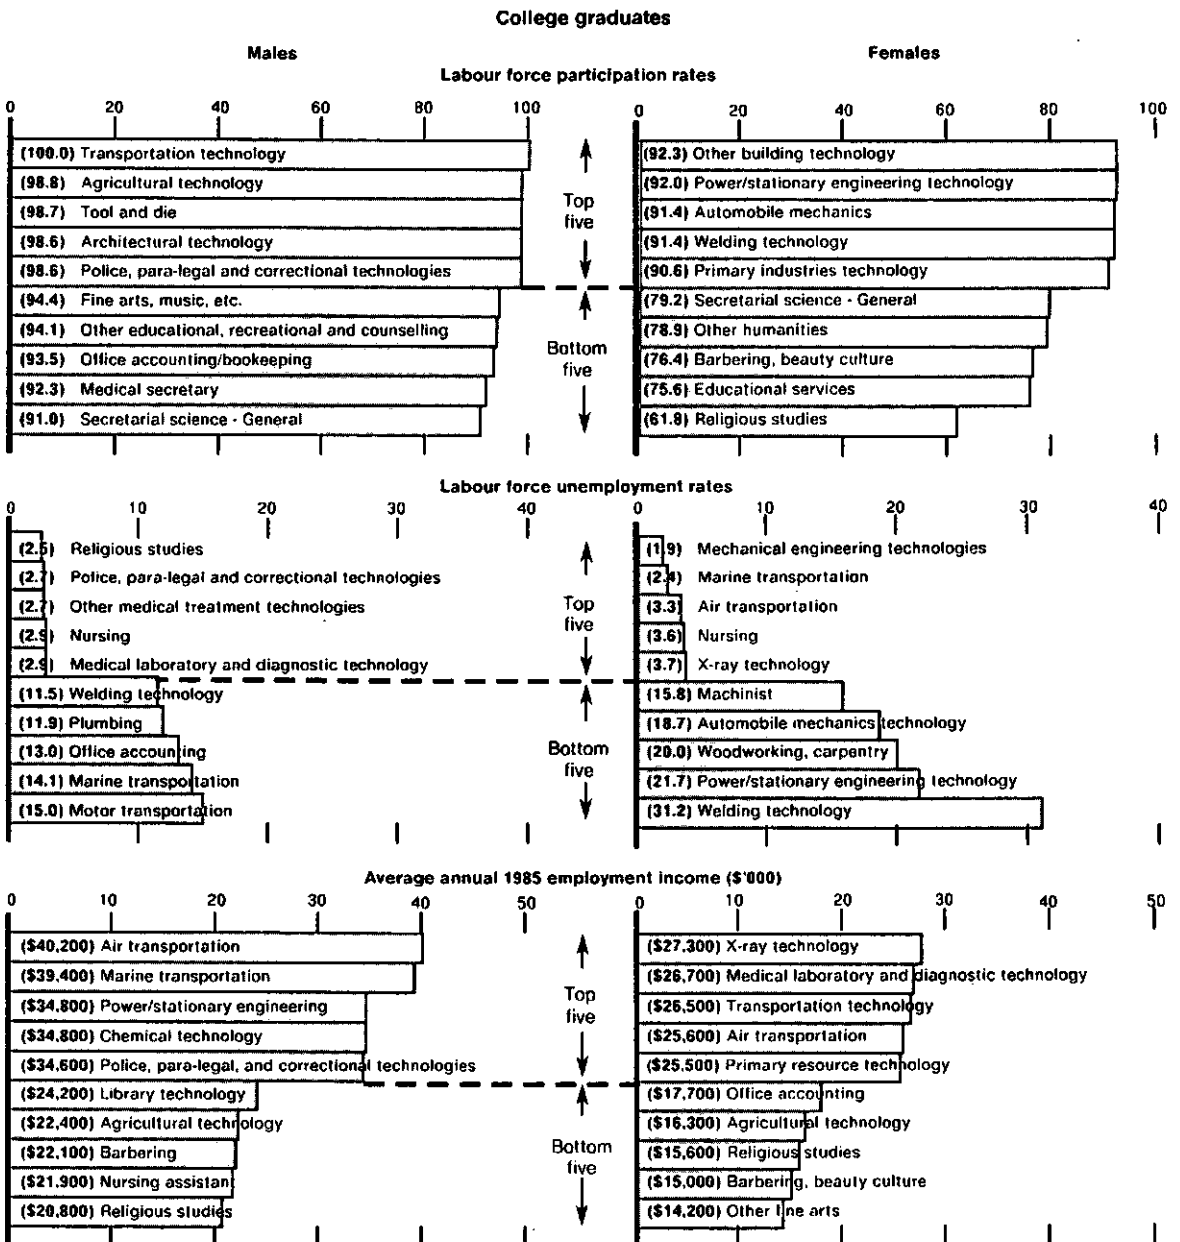 College graduates
Males
Females
Labour force participation rates
0 20 40 60 80 100
0 20 40 60 80 100
(100.0) Transportation technology
(98.8) Agricultural technology
(98.7) Tool and die
(98.6) Architectural technology
(98.6) Police, para-legal and correctional technologies
(94.4) Fine arts, music, etc.
(94.1) Other educational, recreational and counselling
(93.5) Office accounting/bookeeping
(92.3) Medical secretary
(91.0) Secretarial science - General
Top
five
Bottom
five
(92.3) Other building technology
(92.0) Power/stationary engineering technology
(91.4) Automobile mechanics
(91.4) Welding technology
(90.6) Primary industries technology
(79.2) Secretarial science - General
(78.9) Other humanities
(76.4) Barbering, beauty culture
(75.6) Educational services
(61.8) Religious studies
Labour force unemployment rates
0 10 20 30 40
0 10 20 30 40
(2.5) Religious studies
(2.7) Police, para-legal and correctional technologies
(2.7) Other medical treatment technologies
(2.9) Nursing
(2.9) Medical laboratory and diagnostic technology
(11.5) Welding technology
(11.9) Plumbing
(13.0) Office accounting
(14.1) Marine transportation
(15.0) Motor transportation
Top
five
Bottom
five
(1.9) Mechanical engineering technologies
(2.4) Marine transportation
(3.3) Air transportation
(3.6) Nursing
(3.7) X-ray technology
(15.8) Machinist
(18.7) Automobile mechanics technology
(20.0) Woodworking, carpentry
(21.7) Power/stationary engineering technology
(31.2) Welding technology
Average annual 1985 employment income ($'000)
0 10 20 30 40 50
0 10 20 30 40 50
($40,200) Air transportation
($39,400) Marine transportation
($34,800) Power/stationary engineering
($34,800) Chemical technology
($34,600) Police, para-legal, and correctional technologies
($24,200) Library technology
($22,400) Agricultural technology
($22,100) Barbering
($21,900) Nursing assistant
($20,800) Religious studies
Top
five
Bottom
five
($27,300) X-ray technology
($26,700) Medical laboratory and diagnostic technology
($26,500) Transportation technology
($25,600) Air transportation
($25,500) Primary resource technology
($17,700) Office accounting
($16,300) Agricultural technology
($15,600) Religious studies
($15,000) Barbering, beauty culture
($14,200) Other fine arts